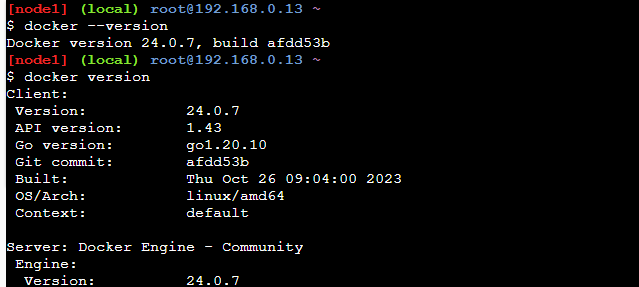 [node1] (local) root@192.168.0.13 ~
$ docker --version
Docker version 24.0.7, build afdd53b
[node1] (local) root@192.168.0.13 ~
$ docker version
Client:
 Version:           24.0.7
 API version:       1.43
 Go version:        go1.20.10
 Git commit:        afdd53b
 Built:             Thu Oct 26 09:04:00 2023
 OS/Arch:           linux/amd64
 Context:           default

Server: Docker Engine - Community
 Engine:
  Version:          24.0.7